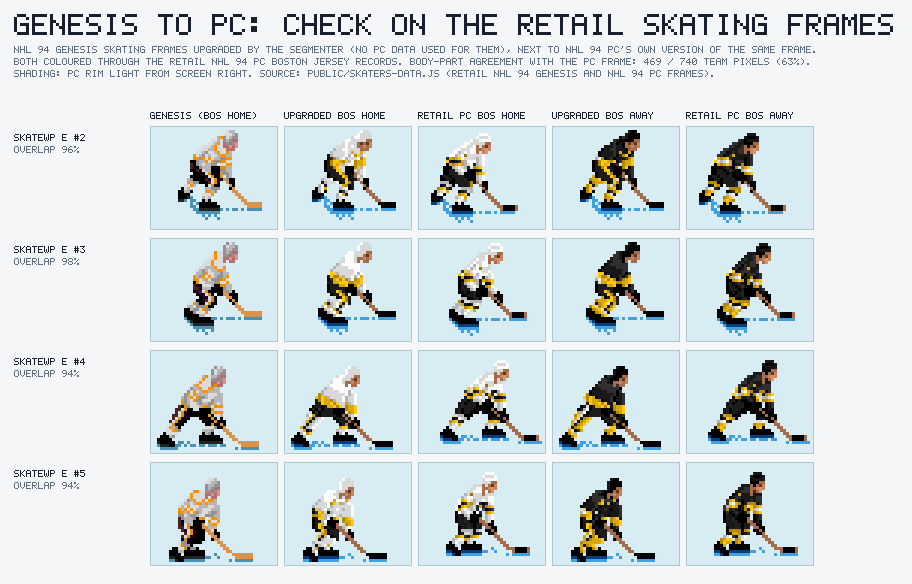 GENESIS TO PC: CHECK ON THE RETAIL SKATING FRAMES
NHL 94 GENESIS SKATING FRAMES UPGRADED BY THE SEGMENTER (NO PC DATA USED FOR THEM), NEXT TO NHL 94 PC'S OWN VERSION OF THE SAME FRAME.
BOTH COLOURED THROUGH THE RETAIL NHL 94 PC BOSTON JERSEY RECORDS. BODY-PART AGREEMENT WITH THE PC FRAME: 469 / 740 TEAM PIXELS (63%).
SHADING: PC RIM LIGHT FROM SCREEN RIGHT. SOURCE: PUBLIC/SKATERS-DATA.JS (RETAIL NHL 94 GENESIS AND NHL 94 PC FRAMES).
GENESIS (BOS HOME) UPGRADED BOS HOME RETAIL PC BOS HOME UPGRADED BOS AWAY RETAIL PC BOS AWAY
SKATEWP E #2
OVERLAP 96%
SKATEWP E #3
OVERLAP 98%
SKATEWP E #4
OVERLAP 94%
SKATEWP E #5
OVERLAP 94%